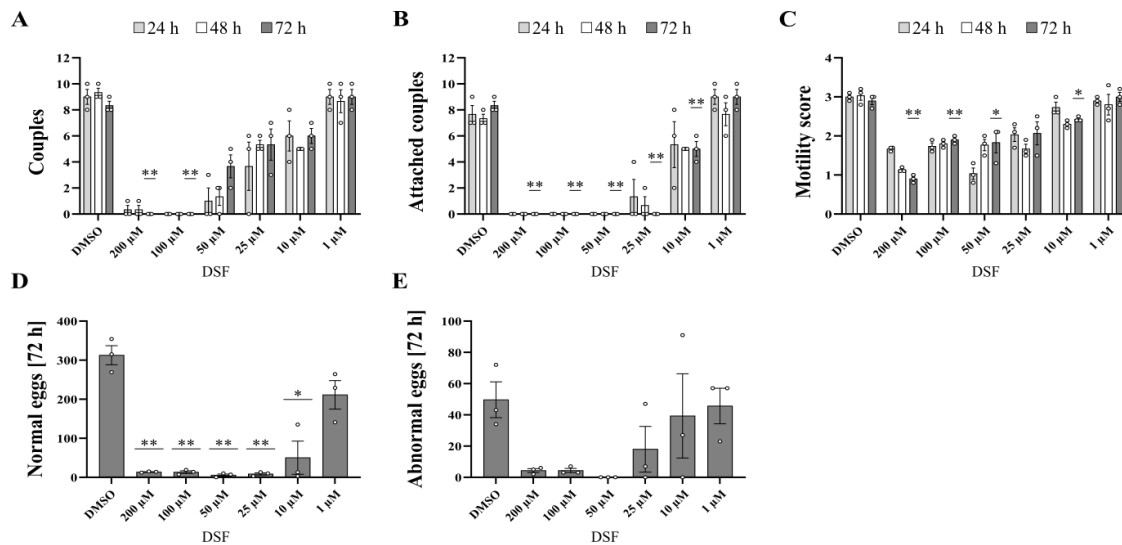 A
24 h 48 h 72 h
Couples
12
10
8
6
4
2
0
** **
DMSO 200 µM 100 µM 50 µM 25 µM 10 µM 1 µM
DSF
B
24 h 48 h 72 h
Attached couples
12
10
8
6
4
2
0
** ** ** ** **
DMSO 200 µM 100 µM 50 µM 25 µM 10 µM 1 µM
DSF
C
24 h 48 h 72 h
Motility score
4
3
2
1
0
** ** * *
DMSO 200 µM 100 µM 50 µM 25 µM 10 µM 1 µM
DSF
D
Normal eggs [72 h]
400
300
200
100
0
** ** ** ** *
DMSO 200 µM 100 µM 50 µM 25 µM 10 µM 1 µM
DSF
E
Abnormal eggs [72 h]
100
80
60
40
20
0
DMSO 200 µM 100 µM 50 µM 25 µM 10 µM 1 µM
DSF